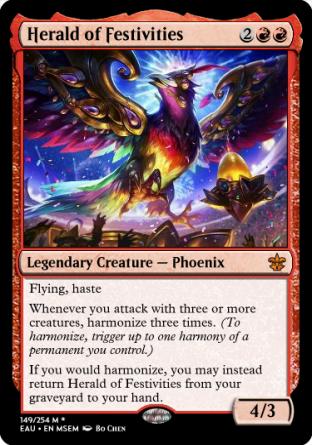 Herald of Festivities 2
Legendary Creature — Phoenix
Flying, haste
Whenever you attack with three or more
creatures, harmonize three times. (To
harmonize, trigger up to one harmony of a
permanent you control.)
If you would harmonize, you may instead
return Herald of Festivities from your
graveyard to your hand.
4/3
149/254 M *
EAU • EN MSEM Bo Chen